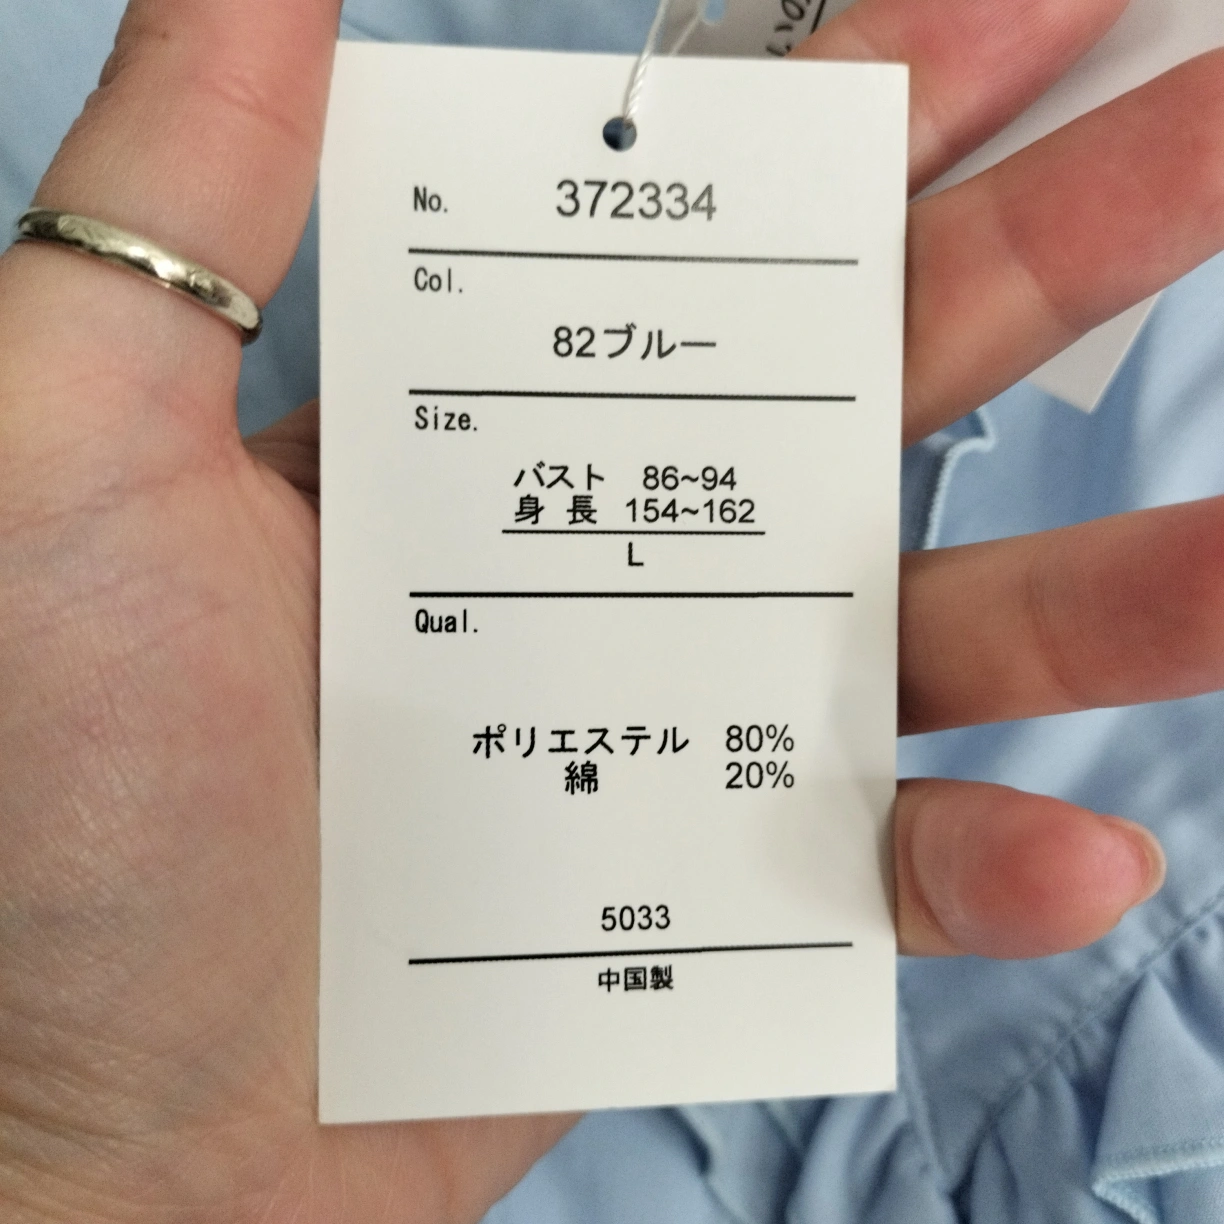 No. 372334
Col.
82ブルー
Size.
バスト 86~94
身 長 154~162
L
Qual.
ポリエステル 80%
綿 20%
5033
中国製